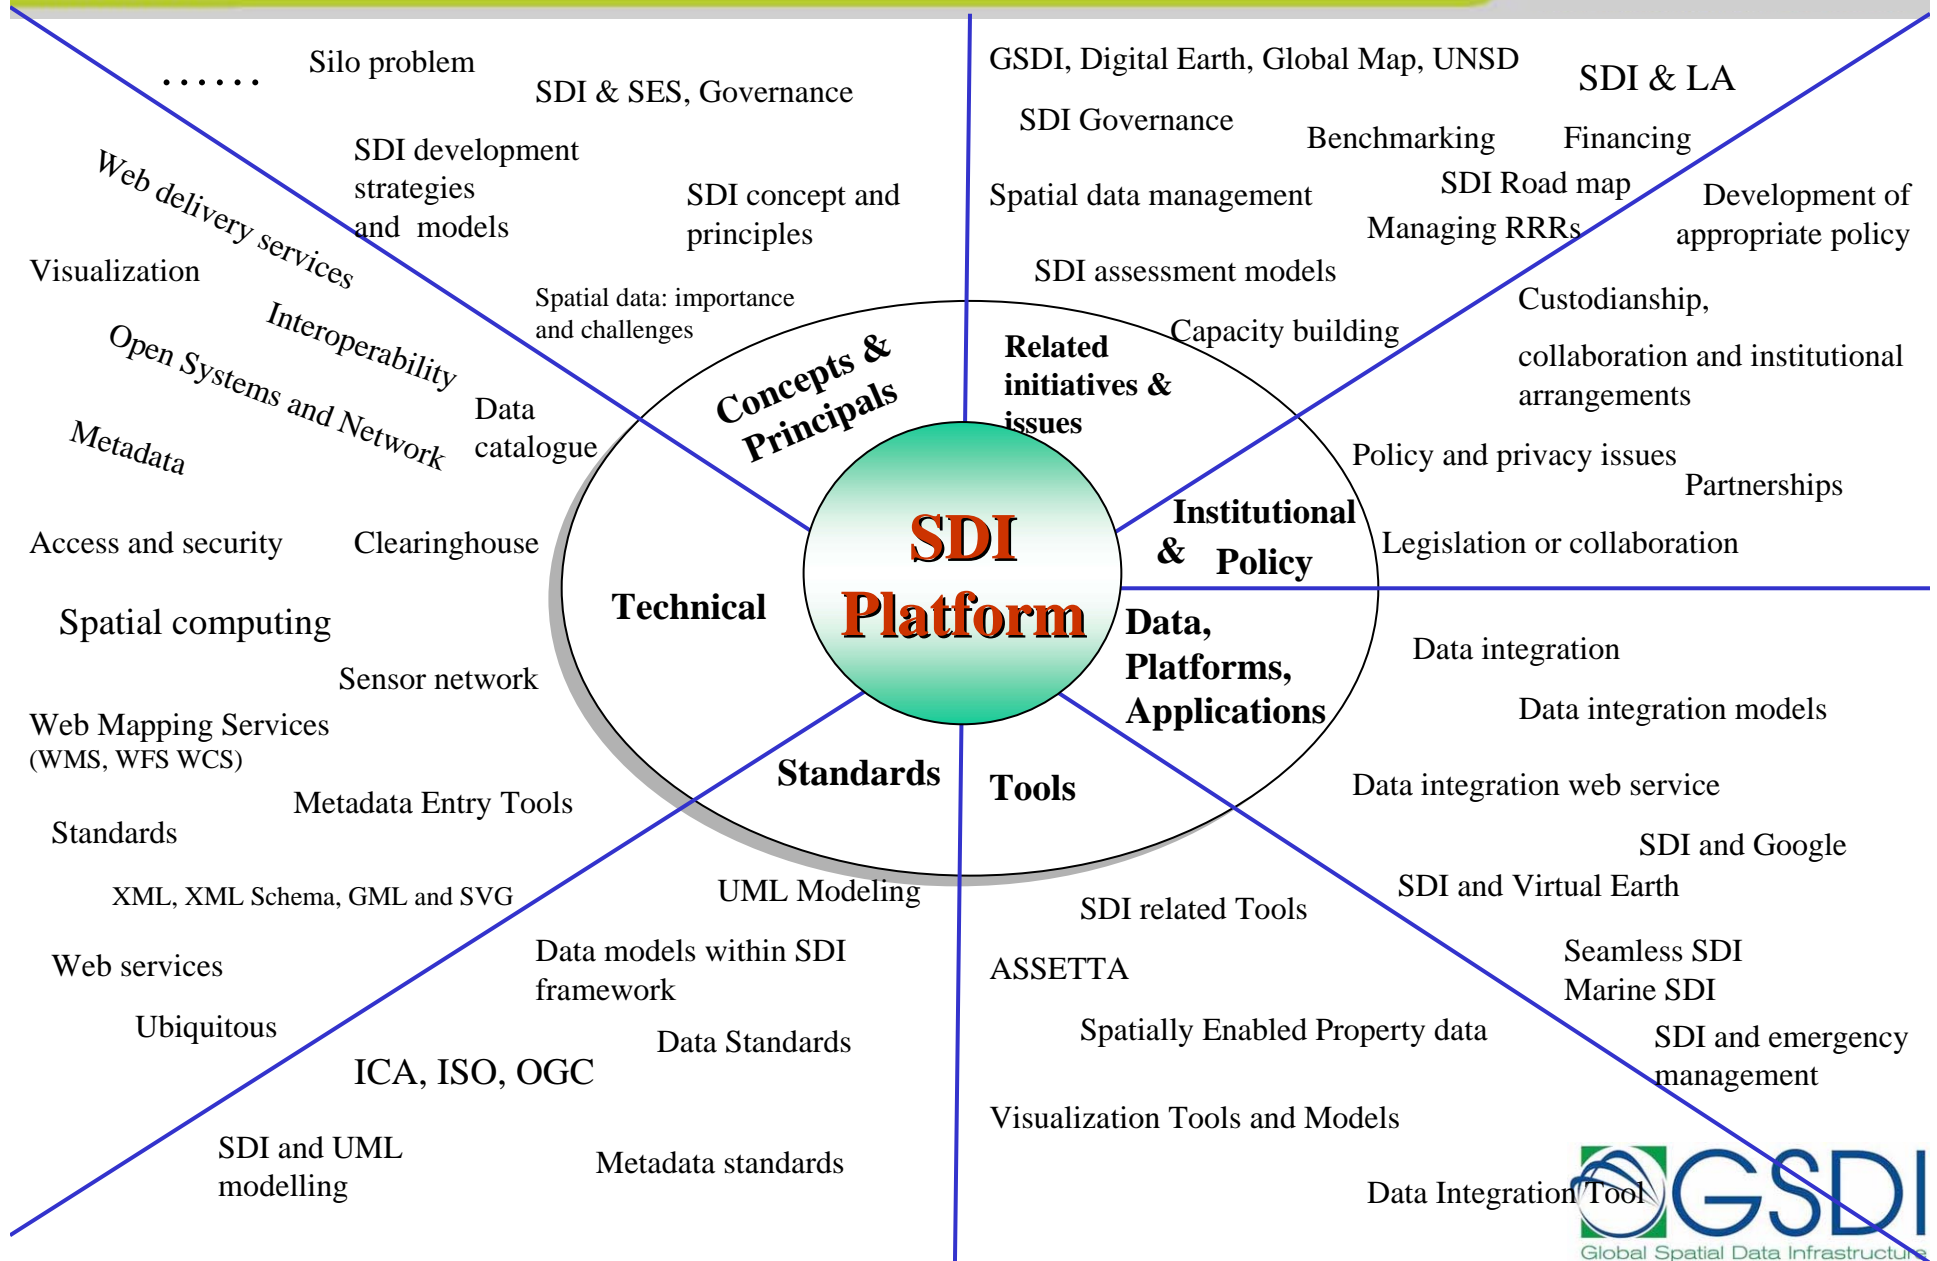 ......
Silo problem
SDI & SES, Governance
SDI development
strategies
and models
SDI concept and
principles
Spatial data: importance
and challenges
GSDI, Digital Earth, Global Map, UNSD
SDI & LA
SDI Governance
Benchmarking
Financing
Spatial data management
SDI Road map
Managing RRRs
SDI assessment models
Capacity building
Development of
appropriate policy
Custodianship,
collaboration and institutional
arrangements
Policy and privacy issues
Partnerships
Legislation or collaboration
Web delivery services
Visualization
Interoperability
Open Systems and Network
Data
catalogue
Metadata
Access and security
Clearinghouse
Spatial computing
Sensor network
Web Mapping Services
(WMS, WFS WCS)
Metadata Entry Tools
Standards
XML, XML Schema, GML and SVG
Web services
Ubiquitous
Concepts &
Principals
Related
initiatives &
issues
Institutional
& Policy
Technical
SDI
Platform
Data,
Platforms,
Applications
Standards
Tools
Data integration
Data integration models
Data integration web service
SDI and Google
SDI and Virtual Earth
Seamless SDI
Marine SDI
SDI and emergency
management
UML Modeling
Data models within SDI
framework
Data Standards
ICA, ISO, OGC
SDI and UML
modelling
Metadata standards
SDI related Tools
ASSETTA
Spatially Enabled Property data
Visualization Tools and Models
Data Integration Tool
GSDI
Global Spatial Data Infrastructure